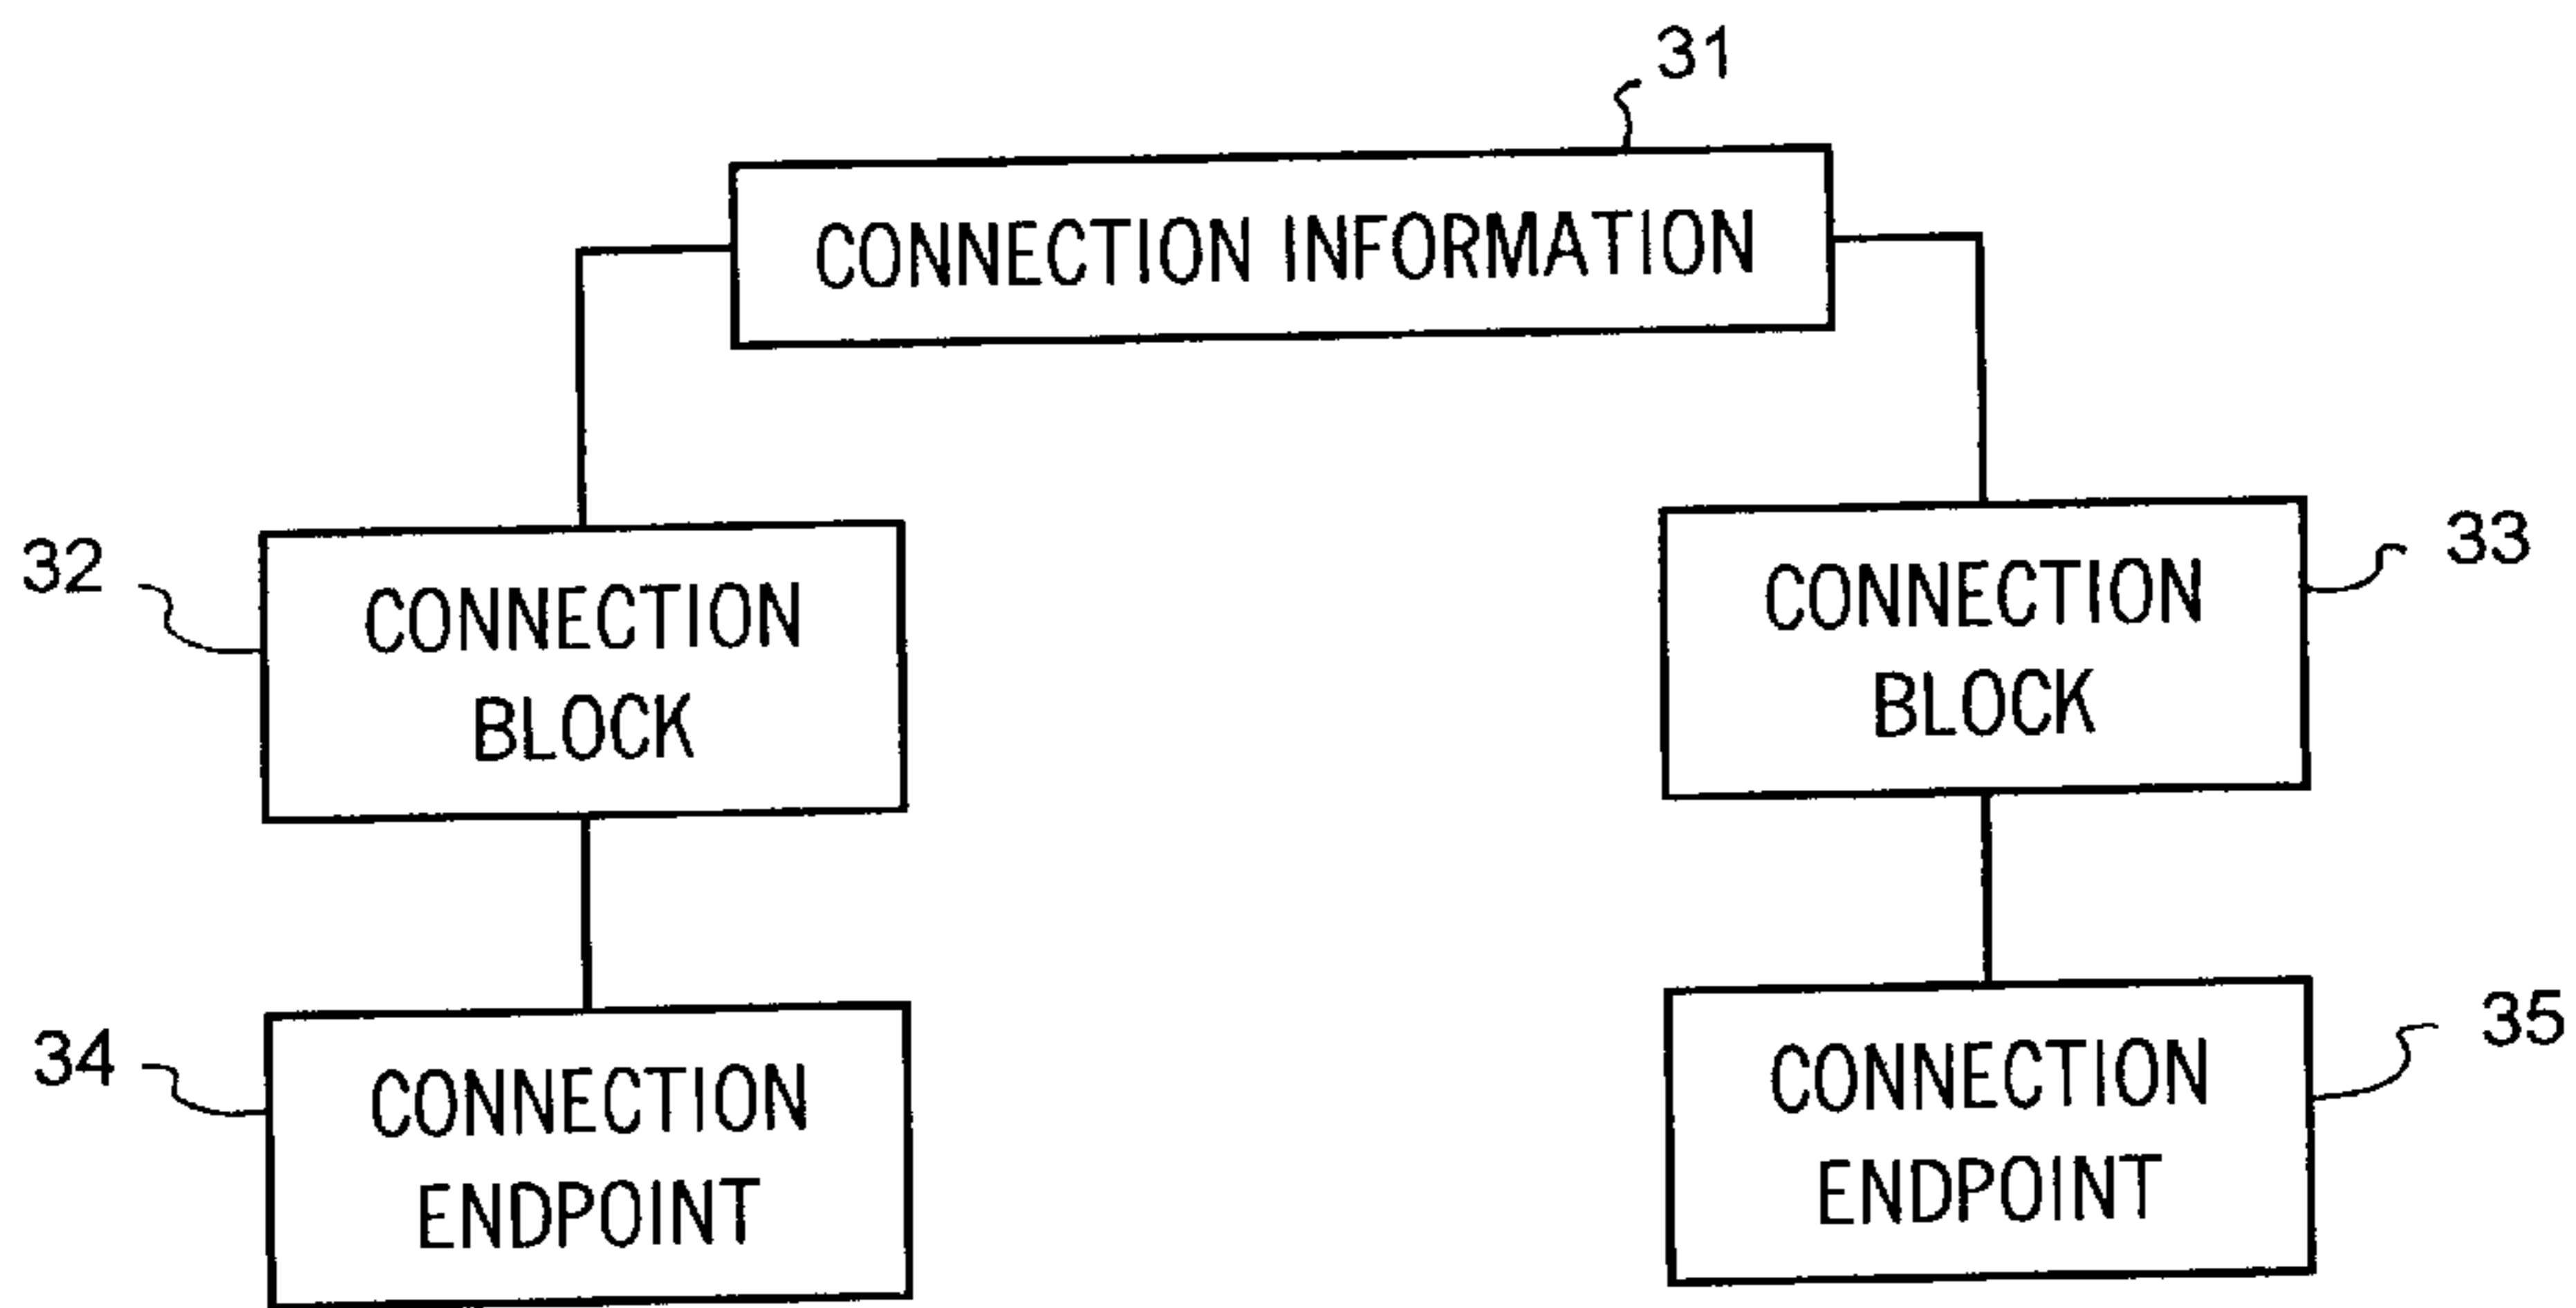 31
CONNECTION INFORMATION
32
CONNECTION
BLOCK
33
CONNECTION
BLOCK
34
CONNECTION
ENDPOINT
35
CONNECTION
ENDPOINT